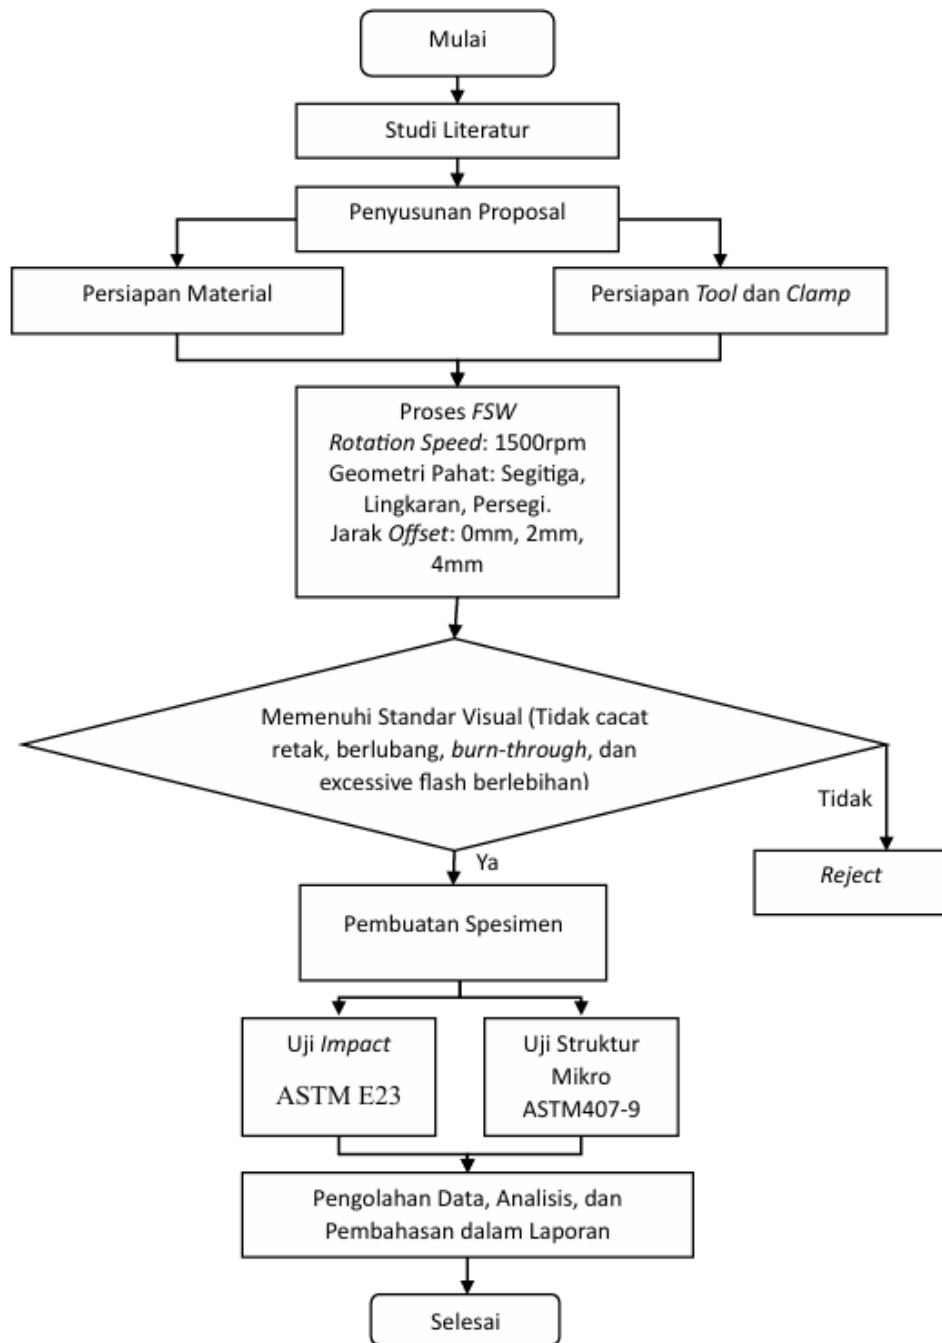 Mulai
Studi Literatur
Penyusunan Proposal
Persiapan Material
Persiapan Tool dan Clamp
Proses FSW
Rotation Speed: 1500rpm
Geometri Pahat: Segitiga,
Lingkaran, Persegi.
Jarak Offset: 0mm, 2mm,
4mm
Memenuhi Standar Visual (Tidak cacat
retak, berlubang, burn-through, dan
excessive flash berlebihan)
Tidak
Reject
Ya
Pembuatan Spesimen
Uji Impact
ASTM E23
Uji Struktur
Mikro
ASTM407-9
Pengolahan Data, Analisis, dan
Pembahasan dalam Laporan
Selesai